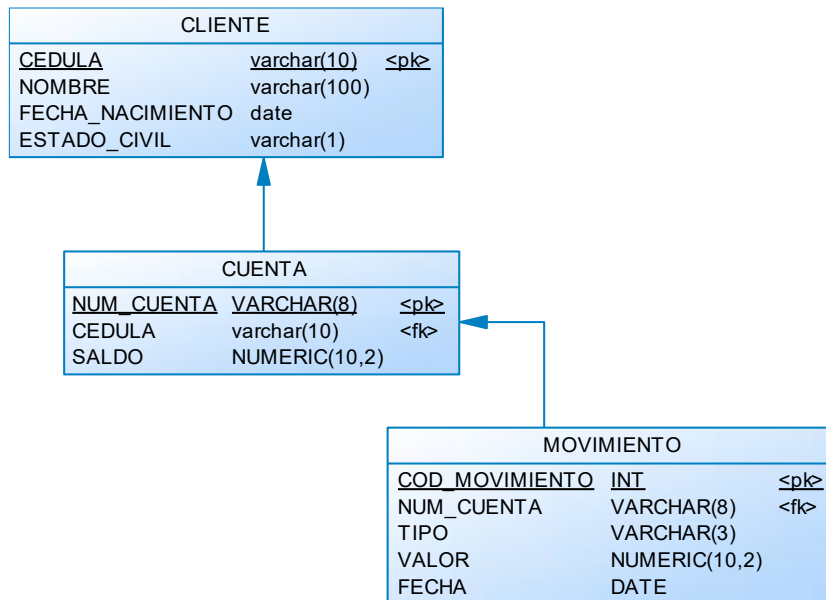 CLIENTE
CEDULA varchar(10) <pk>
NOMBRE varchar(100)
FECHA_NACIMIENTO date
ESTADO_CIVIL varchar(1)
CUENTA
NUM_CUENTA VARCHAR(8) <pk>
CEDULA varchar(10) <fk>
SALDO NUMERIC(10,2)
MOVIMIENTO
COD_MOVIMIENTO INT <pk>
NUM_CUENTA VARCHAR(8) <fk>
TIPO VARCHAR(3)
VALOR NUMERIC(10,2)
FECHA DATE